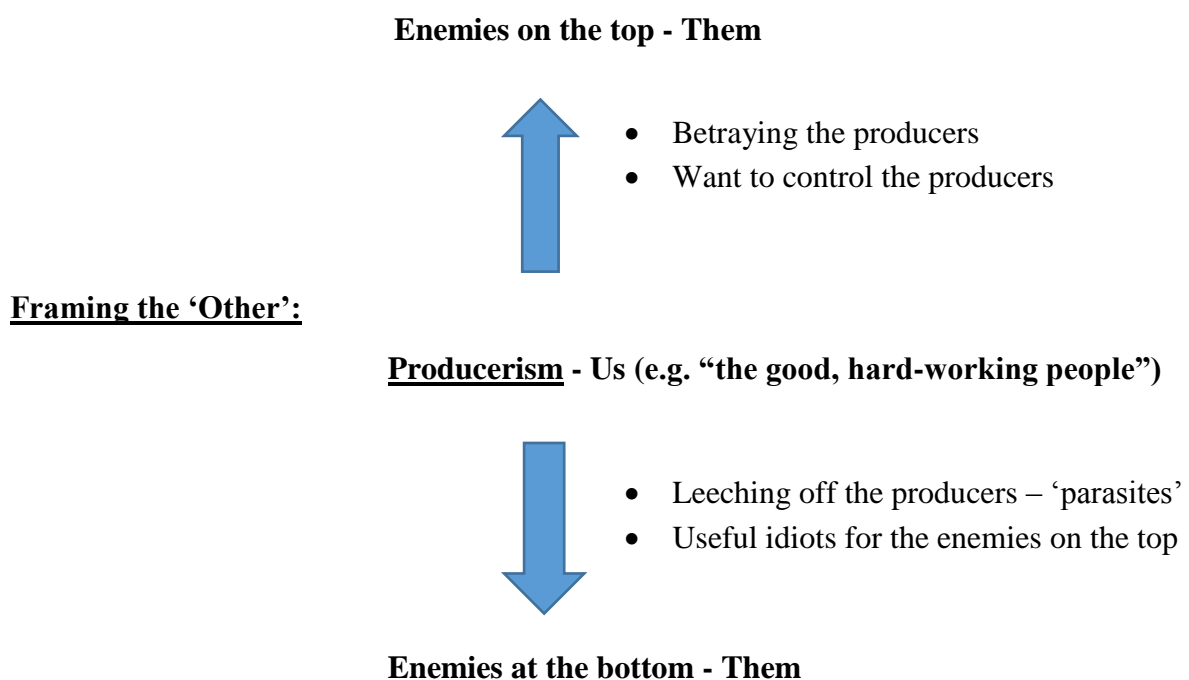 Enemies on the top - Them
• Betraying the producers
• Want to control the producers
Framing the ‘Other’:
Producerism - Us (e.g. “the good, hard-working people”)
• Leeching off the producers – ‘parasites’
• Useful idiots for the enemies on the top
Enemies at the bottom - Them